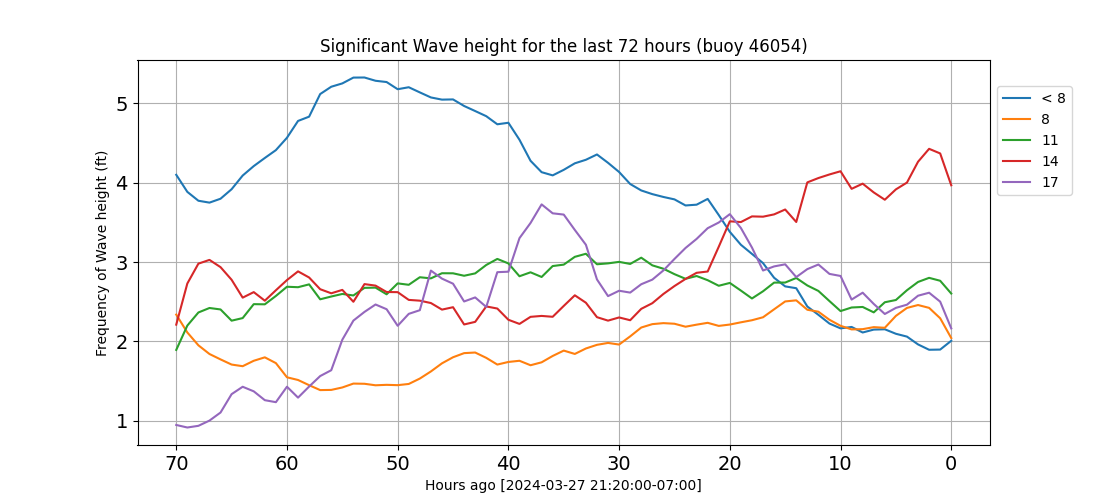 Significant Wave height for the last 72 hours (buoy 46054)
Frequency of Wave height (ft)
5
4
3
2
1
70 60 50 40 30 20 10 0
Hours ago [2024-03-27 21:20:00-07:00]
< 8
8
11
14
17